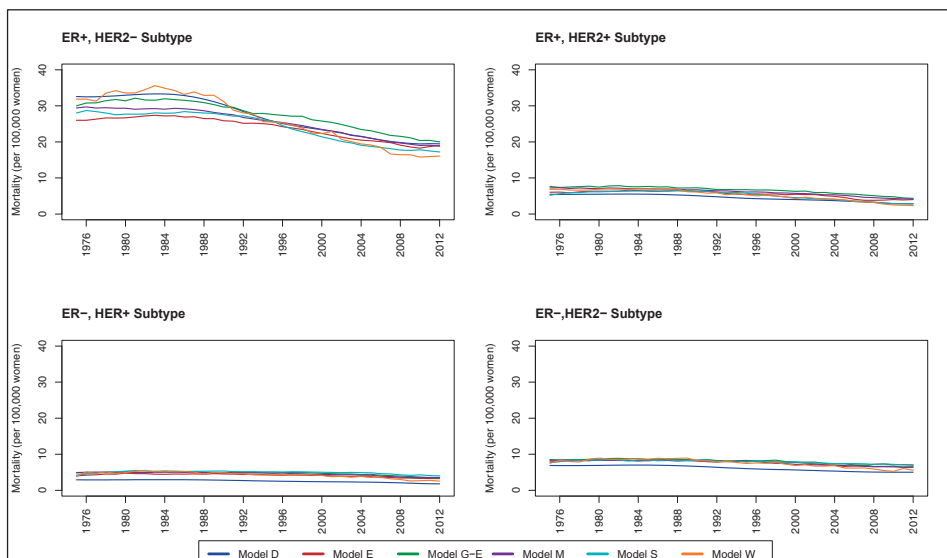 ER+, HER2− Subtype
Mortality (per 100,000 women)
0 10 20 30 40
1976 1980 1984 1988 1992 1996 2000 2004 2008 2012
ER+, HER2+ Subtype
Mortality (per 100,000 women)
0 10 20 30 40
1976 1980 1984 1988 1992 1996 2000 2004 2008 2012
ER−, HER+ Subtype
Mortality (per 100,000 women)
0 10 20 30 40
1976 1980 1984 1988 1992 1996 2000 2004 2008 2012
ER−,HER2− Subtype
Mortality (per 100,000 women)
0 10 20 30 40
1976 1980 1984 1988 1992 1996 2000 2004 2008 2012
Model D Model E Model G−E Model M Model S Model W